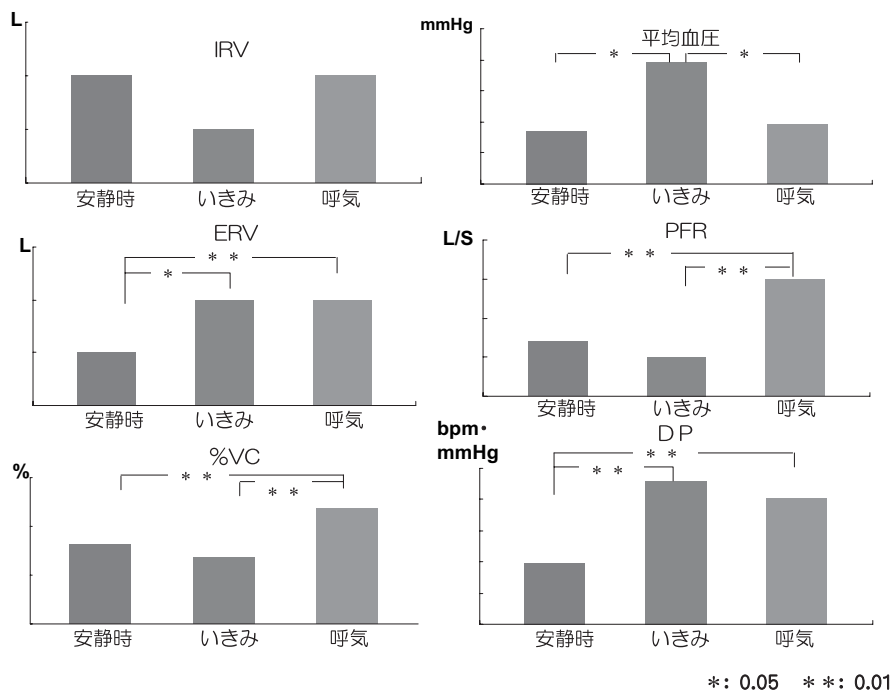 L
IRV
安静時 いきみ 呼気
mmHg
平均血圧
* *
安静時 いきみ 呼気
L
ERV
* *
*
安静時 いきみ 呼気
L/S
PFR
* *
* *
安静時 いきみ 呼気
%
%VC
* *
* *
安静時 いきみ 呼気
bpm・
mmHg
DP
* *
* *
安静時 いきみ 呼気
*: 0.05 * *: 0.01